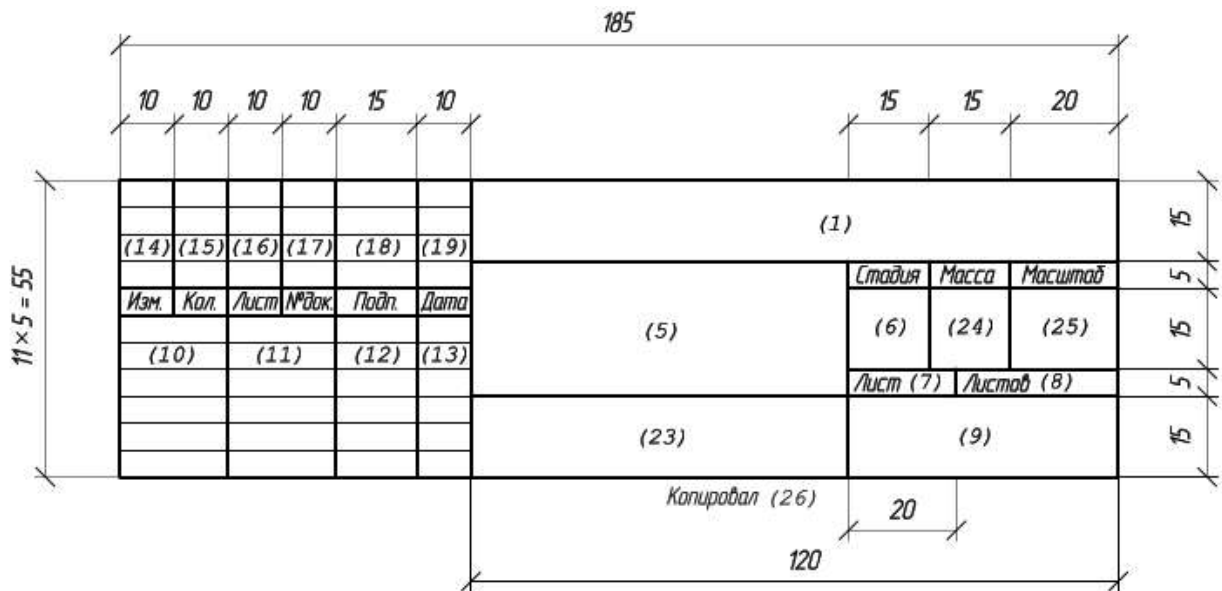 185
10 10 10 10 15 10 15 15 20
(1) 15
(14) (15) (16) (17) (18) (19)
11 × 5 = 55
Стадия Масса Масштаб 5
Изм. Кол. Лист №док. Подп. Дата
(5) (6) (24) (25) 15
(10) (11) (12) (13)
Лист (7) Листов (8) 5
(23) (9) 15
Копировал (26)
20
120